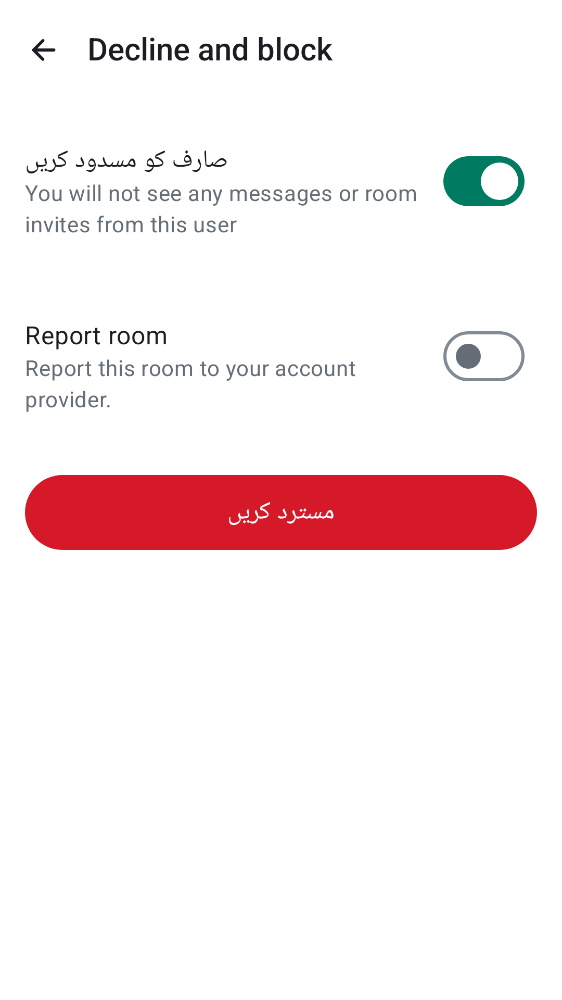 Decline and block
صارف کو مسدود کریں
You will not see any messages or room
invites from this user
Report room
Report this room to your account
provider.
مسترد کریں